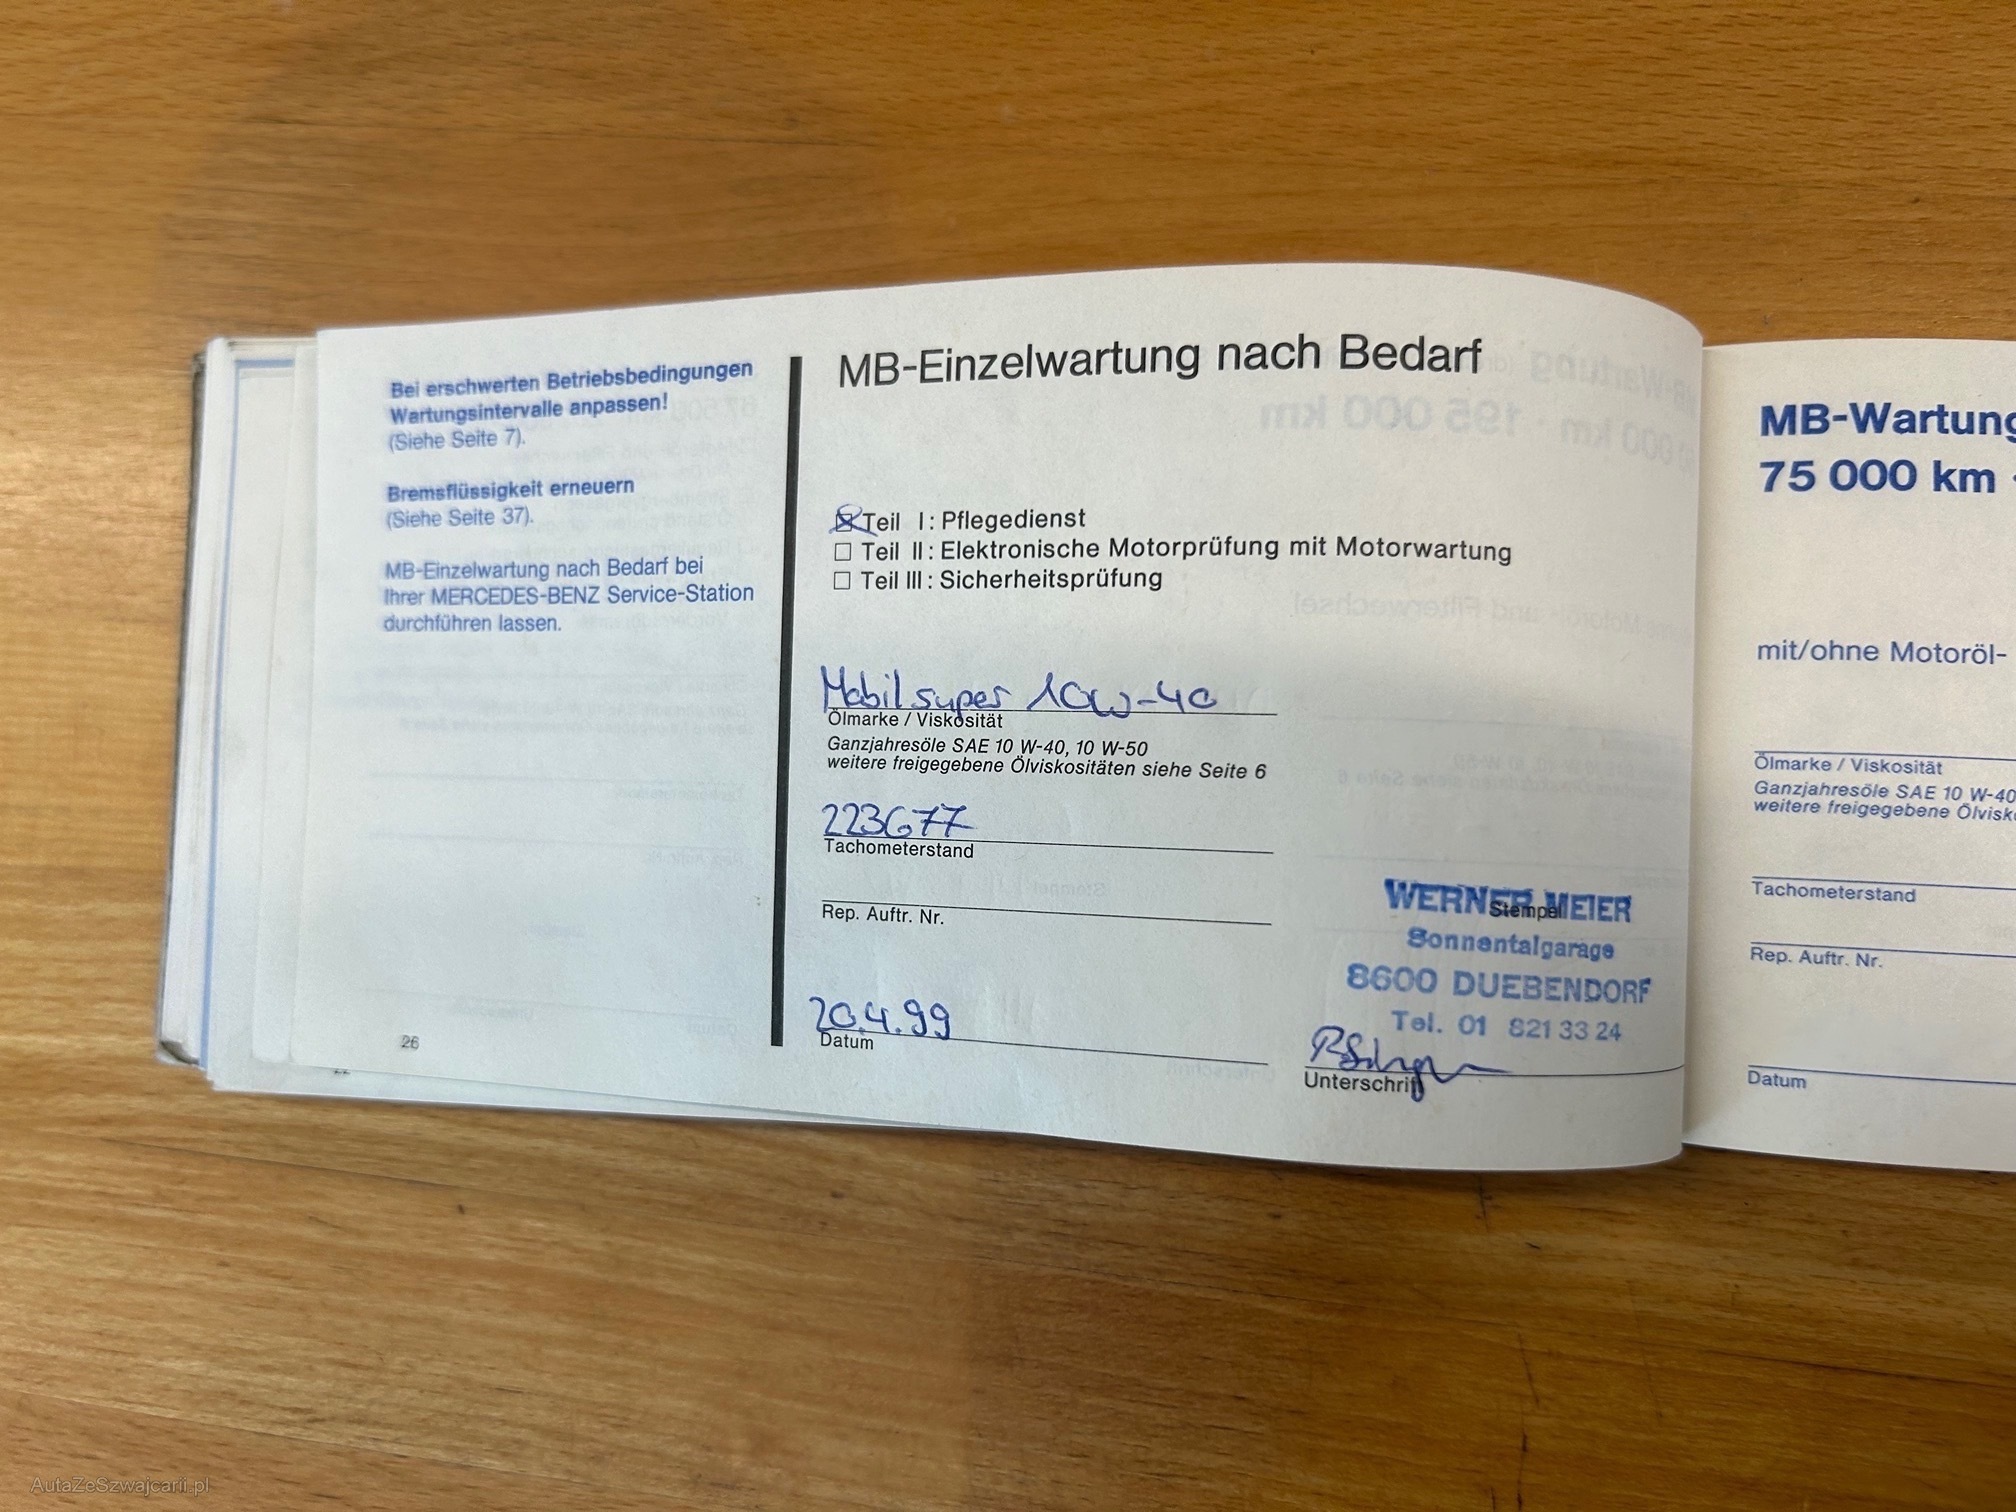 Bei erschwerten Betriebsbedingungen
Wartungsintervalle anpassen!
(Siehe Seite 7).
Bremsflüssigkeit erneuern
(Siehe Seite 37).
MB-Einzelwartung nach Bedarf bei
Ihrer MERCEDES-BENZ Service-Station
durchführen lassen.
26
MB-Einzelwartung nach Bedarf
Teil I: Pflegedienst
Teil II: Elektronische Motorprüfung mit Motorwartung
Teil III: Sicherheitsprüfung
Mobil super 10W-40
Ölmarke / Viskosität
Ganzjahresöle SAE 10 W-40, 10 W-50
weitere freigegebene Ölviskositäten siehe Seite 6
223677
Tachometerstand
Rep. Auftr. Nr.
20.4.99
Datum
WERNER MEIER
Stempel
Sonnentalgarage
8600 DUEBENDORF
Tel. 01 821 33 24
Unterschrift
MB-Wartung
75 000 km
mit/ohne Motoröl-
Ölmarke / Viskosität
Ganzjahresöle SAE 10 W-40
weitere freigegebene Ölvisk
Tachometerstand
Rep. Auftr. Nr.
Datum
AutaZeSzwajcarii.pl